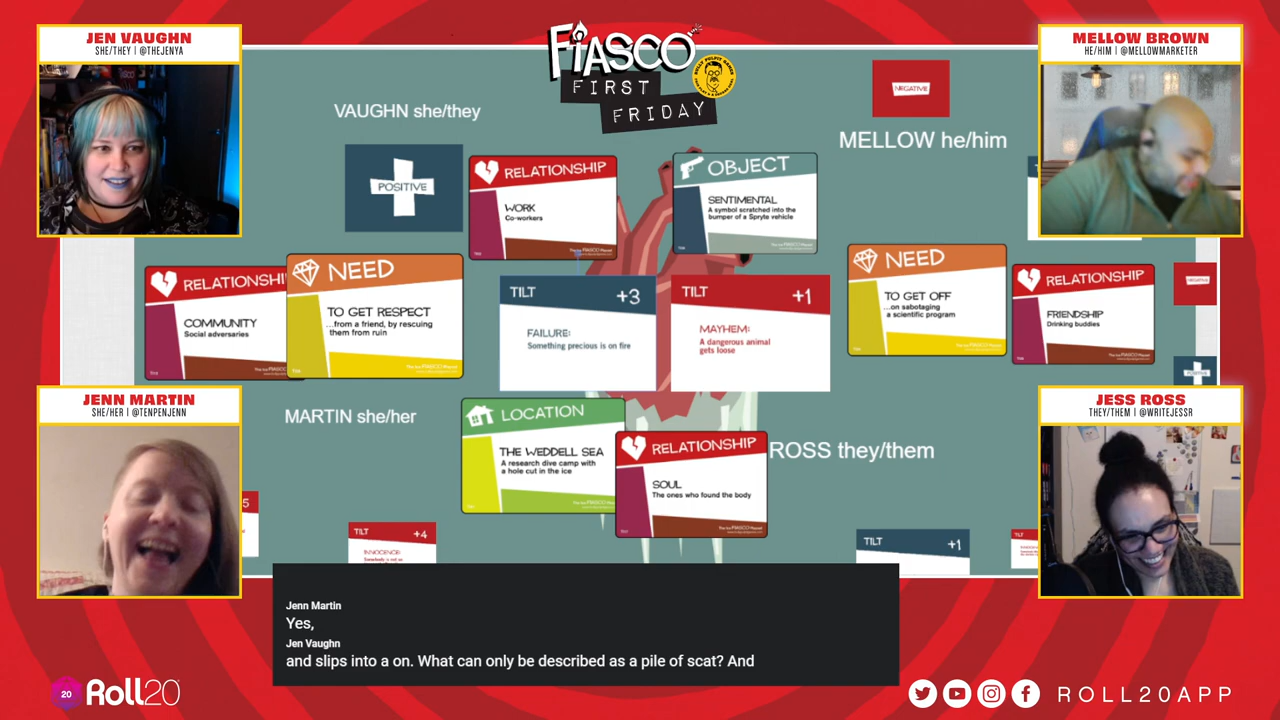 JEN VAUGHN
SHE/THEY | @THEJENYA
FIASCO
FIRST
FRIDAY
MELLOW BROWN
HE/HIM | @MELLOWMARKETER
VAUGHN she/they
NEGATIVE
MELLOW he/him
POSITIVE
RELATIONSHIP
WORK
Co-workers
OBJECT
SENTIMENTAL
A symbol scratched into the
bumper of a Spryte vehicle
RELATIONSHI
COMMUNITY
Social adversaries
NEED
TO GET RESPECT
...from a friend, by rescuing
them from ruin
TILT +3
FAILURE:
Something precious is on fire
TILT +1
MAYHEM:
A dangerous animal
gets loose
NEED
TO GET OFF
...on sabotaging
a scientific program
RELATIONSHIP
FRIENDSHIP
Drinking buddies
NEGATIVE
POSITIVE
JENN MARTIN
SHE/HER | @TENPENJENN
MARTIN she/her
LOCATION
THE WEDDELL SEA
A research dive camp with
a hole cut in the ice
RELATIONSHIP
SOUL
The ones who found the body
ROSS they/them
JESS ROSS
THEY/THEM | @WRITEJESSR
5
TILT +4
INNOCENCE:
TILT +1
TILT
Jenn Martin
Yes,
Jen Vaughn
and slips into a on. What can only be described as a pile of scat? And
20 Roll20
ROLL20APP